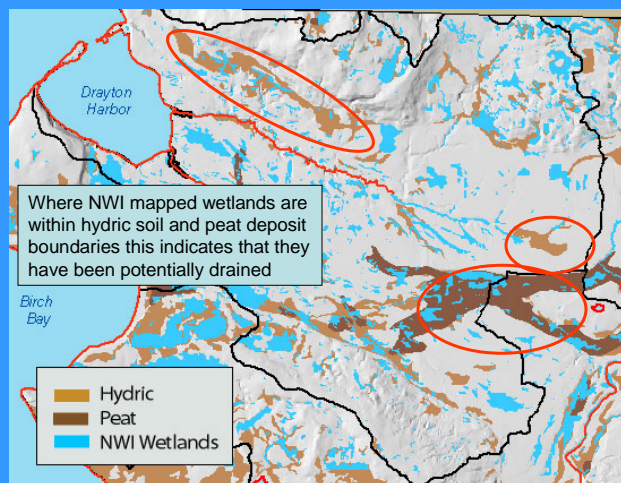 Drayton
Harbor
Where NWI mapped wetlands are
within hydric soil and peat deposit
boundaries this indicates that they
have been potentially drained
Birch
Bay
Hydric
Peat
NWI Wetlands